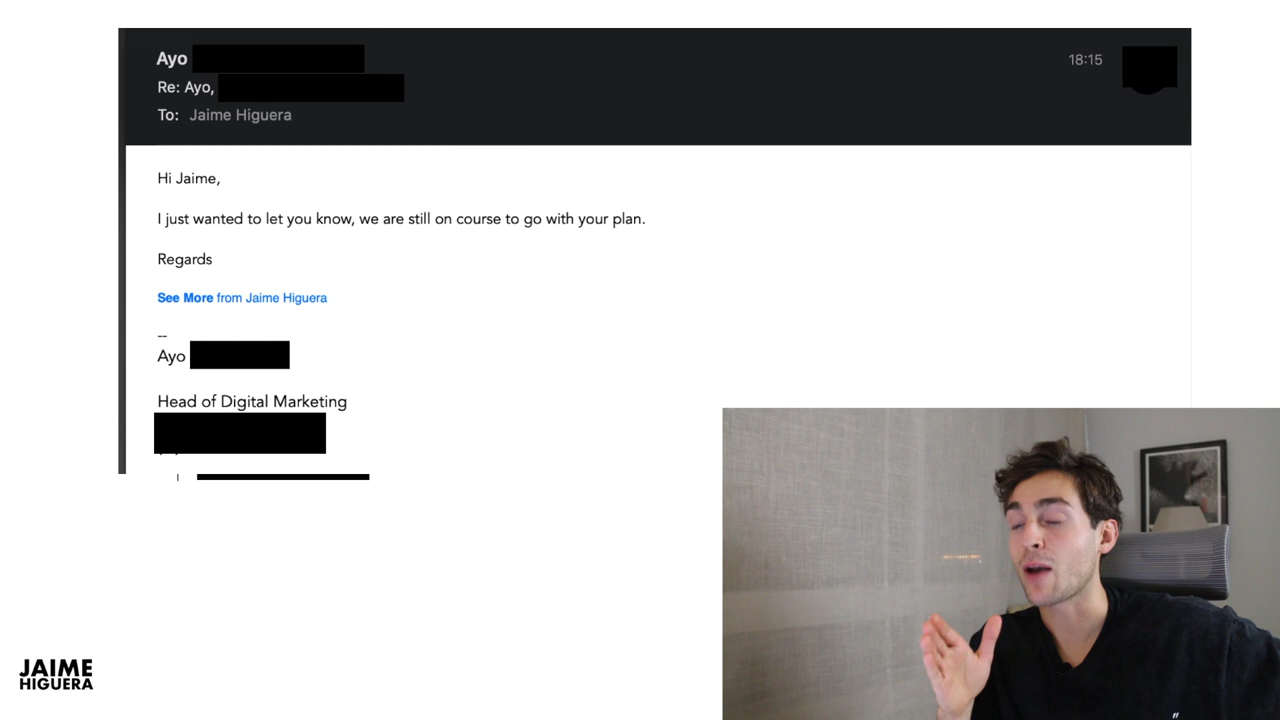 Ayo
18:15
Re: Ayo,
To: Jaime Higuera
Hi Jaime,
I just wanted to let you know, we are still on course to go with your plan.
Regards
See More from Jaime Higuera
--
Ayo
Head of Digital Marketing
JAIME
HIGUERA